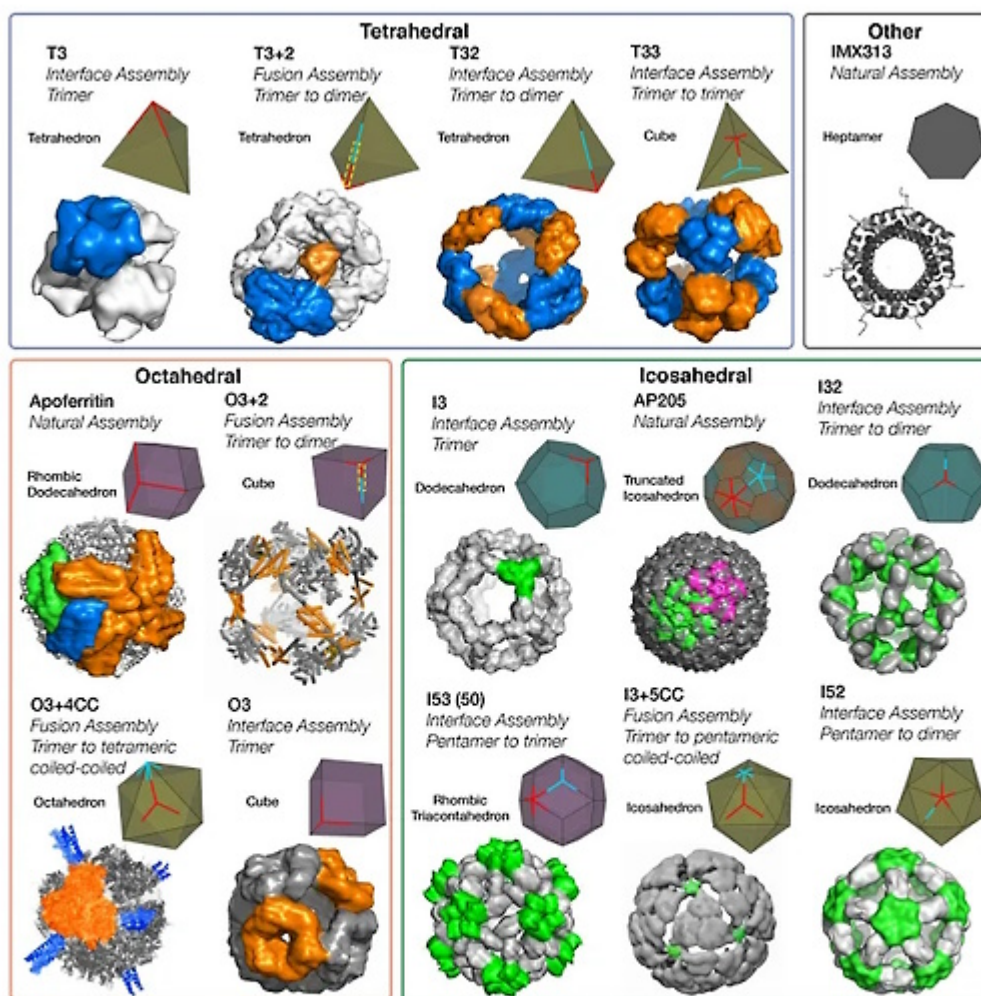 Tetrahedral
T3
Interface Assembly
Trimer
Tetrahedron
T3+2
Fusion Assembly
Trimer to dimer
Tetrahedron
T32
Interface Assembly
Trimer to dimer
Tetrahedron
T33
Interface Assembly
Trimer to trimer
Cube
Other
IMX313
Natural Assembly
Heptamer
Octahedral
Apoferritin
Natural Assembly
Rhombic
Dodecahedron
O3+2
Fusion Assembly
Trimer to dimer
Cube
O3+4CC
Fusion Assembly
Trimer to tetrameric
coiled-coiled
Octahedron
O3
Interface Assembly
Trimer
Cube
Icosahedral
I3
Interface Assembly
Trimer
Dodecahedron
AP205
Natural Assembly
Truncated
Icosahedron
I32
Interface Assembly
Trimer to dimer
Dodecahedron
I53 (50)
Interface Assembly
Pentamer to trimer
Rhombic
Triacontahedron
I3+5CC
Fusion Assembly
Trimer to pentameric
coiled-coiled
Icosahedron
I52
Interface Assembly
Pentamer to dimer
Icosahedron